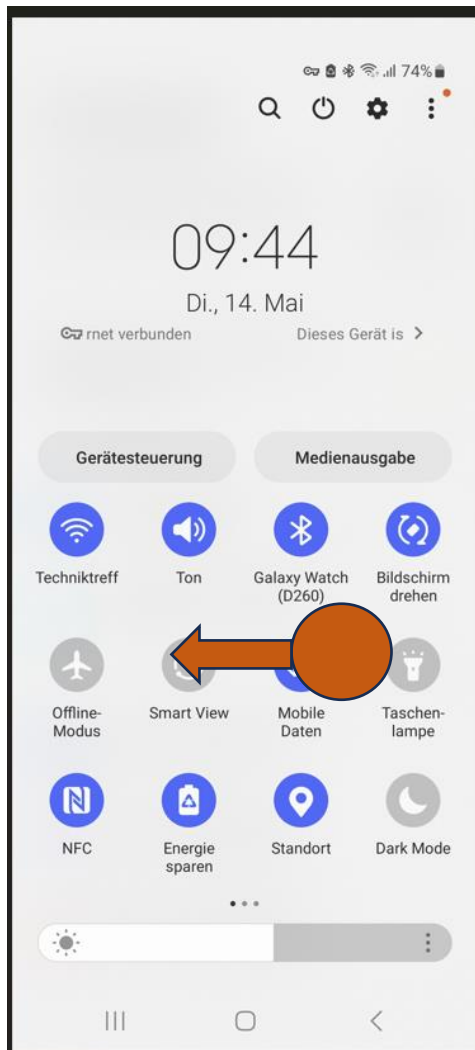 74%
09:44
Di., 14. Mai
rnet verbunden Dieses Gerät is
Gerätesteuerung Medienausgabe
Techniktreff Ton Galaxy Watch Bildschirm
(D260) drehen
Offline- Smart View Mobile Taschen-
Modus Daten lampe
NFC Energie Standort Dark Mode
sparen